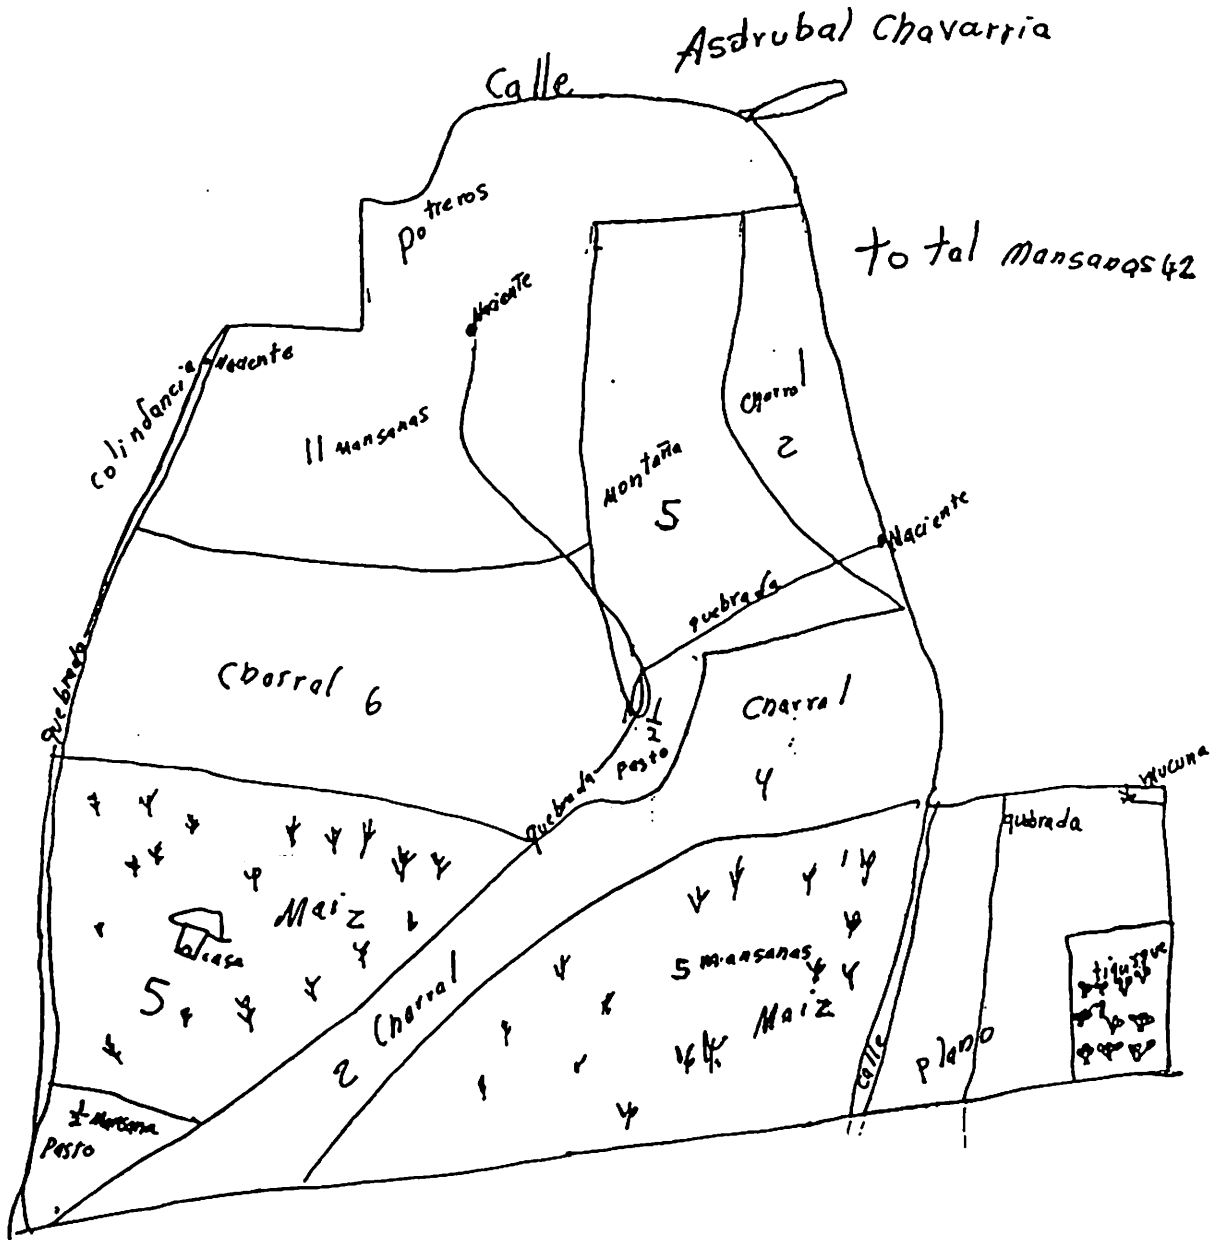 Asdrubal Chavarria
Calle
Potreros
total Mansanas 42
Naciente
Naciente
colindancia
11 Mansanas
Charral
2
Montaña
5
Naciente
quebrada
quebrada
Charral 6
1/2
Pasto
Charral
4
quebrada
Mucuna
quebrada
Maiz
casa
5
5 Mansanas
Maiz
tiquisque
Charral
2
calle
plano
1/2 Mansana
Pasto